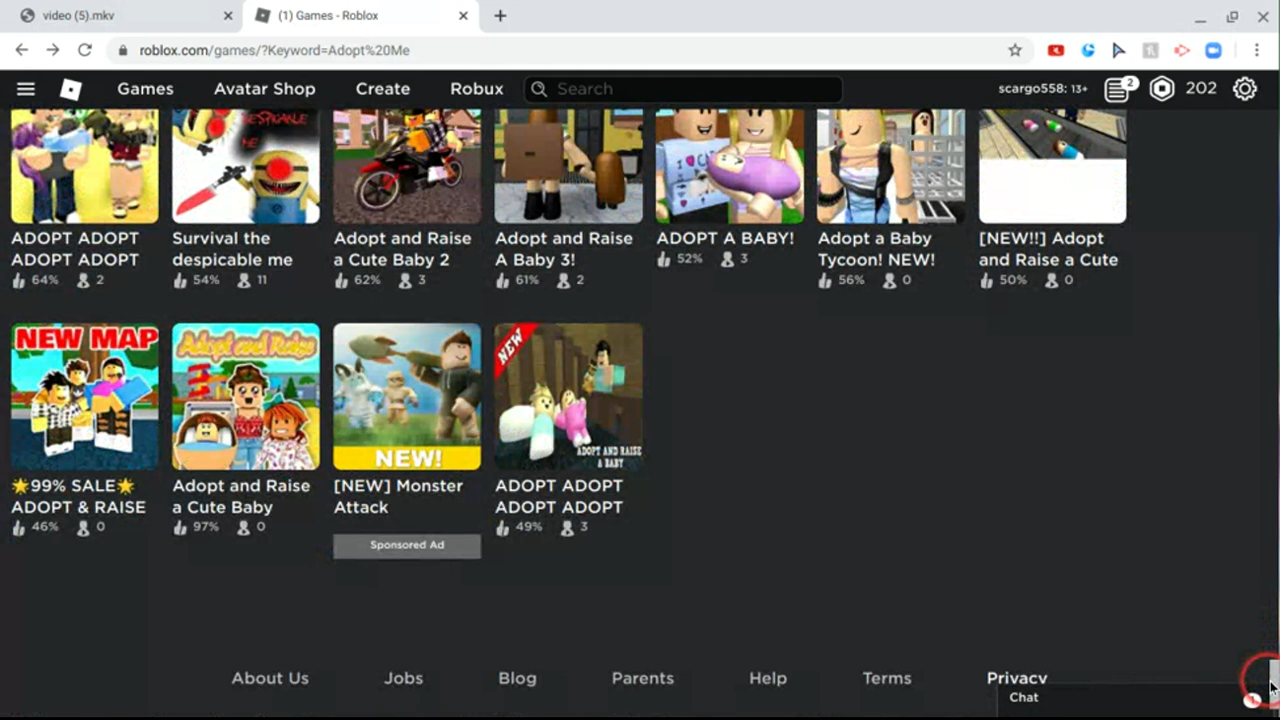 video (5).mkv
(1) Games - Roblox
roblox.com/games/?Keyword=Adopt%20Me
Games Avatar Shop Create Robux Search scargo558: 13+ 2 202
ESPICABLE
ME
ADOPT ADOPT
ADOPT ADOPT
64% 2
Survival the
despicable me
54% 11
Adopt and Raise
a Cute Baby 2
62% 3
Adopt and Raise
A Baby 3!
61% 2
ADOPT A BABY!
52% 3
Adopt a Baby
Tycoon! NEW!
56% 0
[NEW!!] Adopt
and Raise a Cute
50% 0
NEW MAP
🌟99% SALE🌟
ADOPT & RAISE
46% 0
Adopt and Raise
Adopt and Raise
a Cute Baby
97% 0
NEW!
[NEW] Monster
Attack
Sponsored Ad
NEW
ADOPT AND RAISE
A BABY
ADOPT ADOPT
ADOPT ADOPT
49% 3
About Us Jobs Blog Parents Help Terms Privacy
Chat